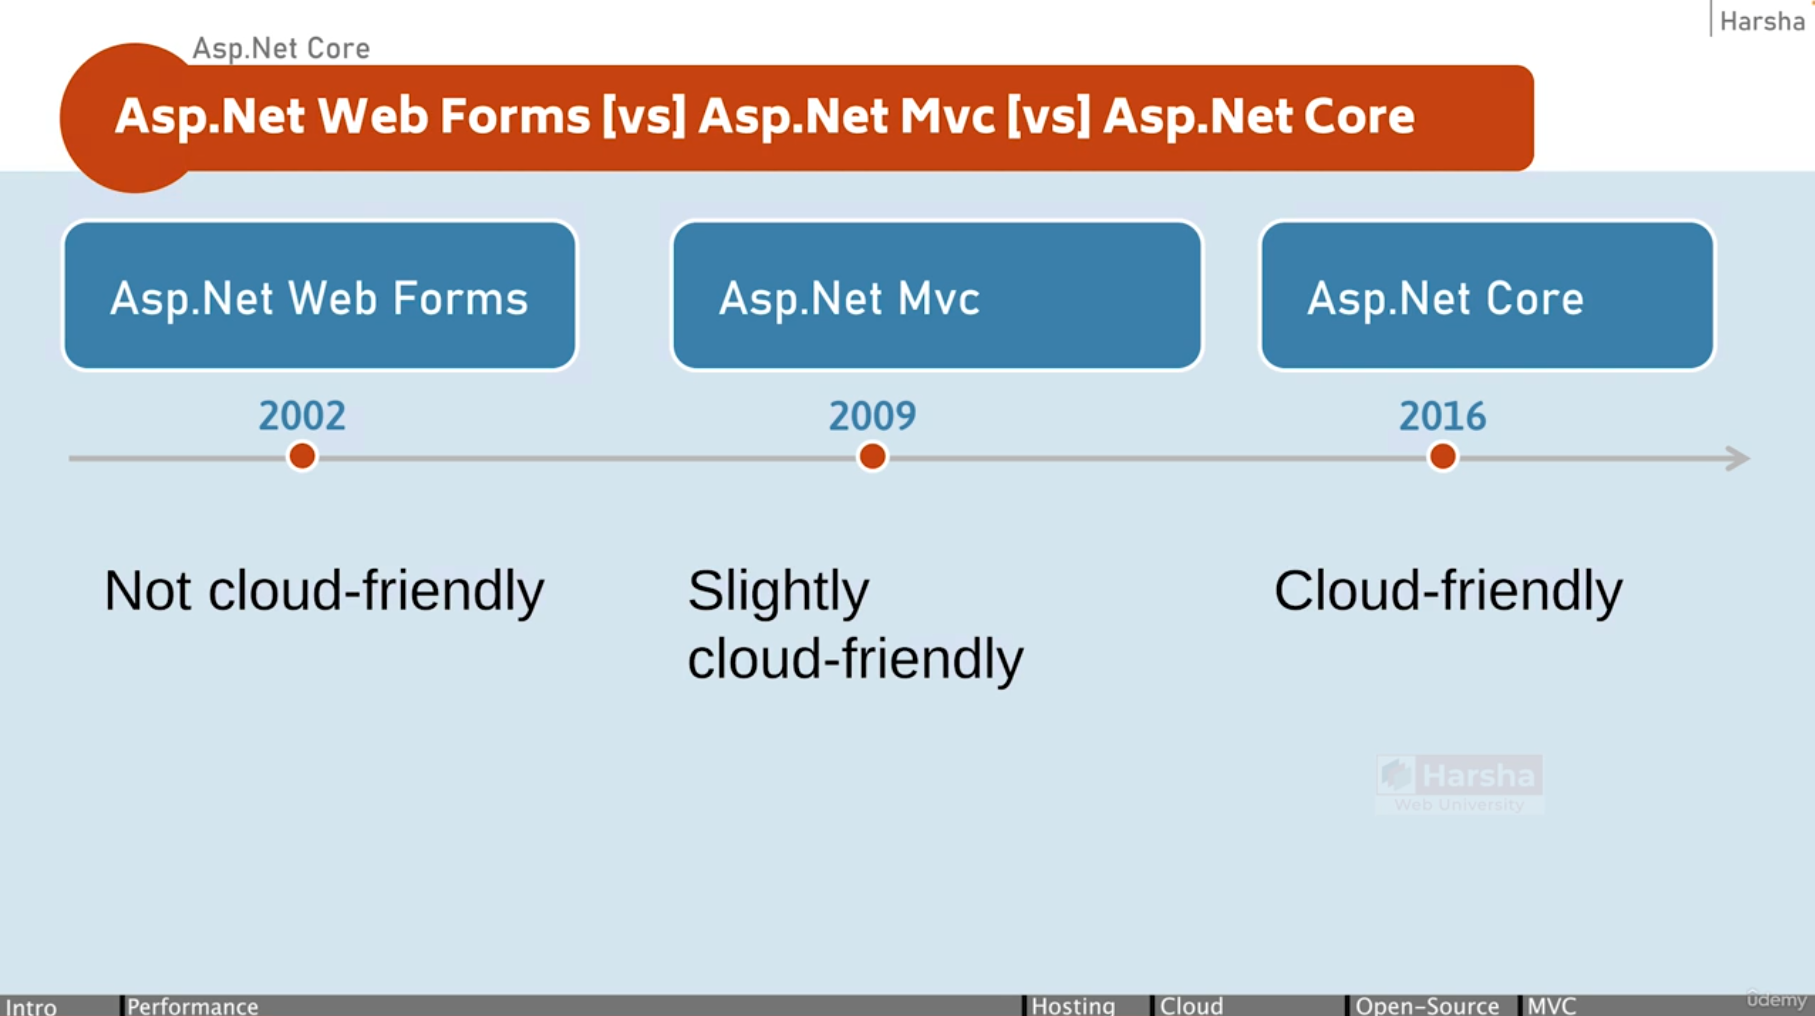 Harsha
Asp.Net Core
Asp.Net Web Forms [vs] Asp.Net Mvc [vs] Asp.Net Core
Asp.Net Web Forms
Asp.Net Mvc
Asp.Net Core
2002
2009
2016
Not cloud-friendly
Slightly
cloud-friendly
Cloud-friendly
Harsha
Web University
Intro
Performance
Hosting
Cloud
Open-Source
MVC
ûdemy